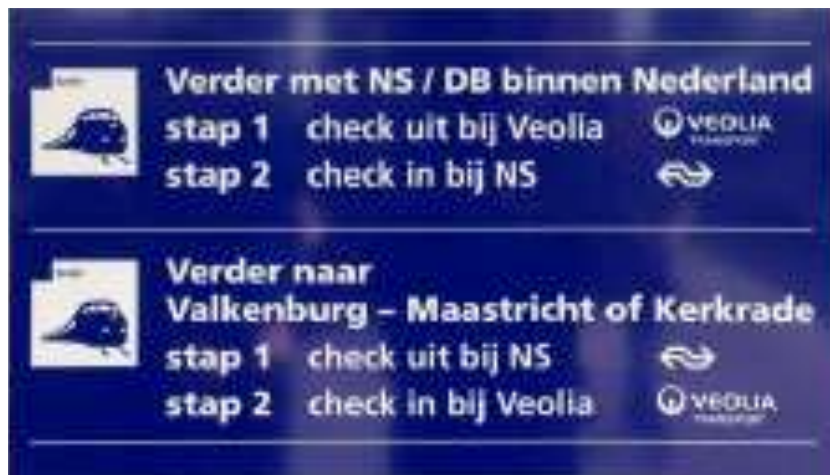 Verder met NS / DB binnen Nederland
stap 1 check uit bij Veolia VEOLIA TRANSPORT
stap 2 check in bij NS
Verder naar
Valkenburg – Maastricht of Kerkrade
stap 1 check uit bij NS
stap 2 check in bij Veolia VEOLIA TRANSPORT